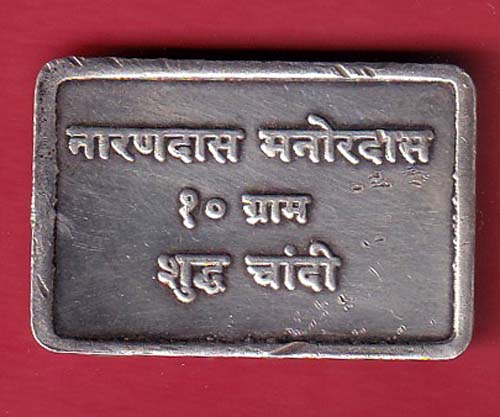 नारणदास मनोरदास
१० ग्राम
शुद्ध चांदी